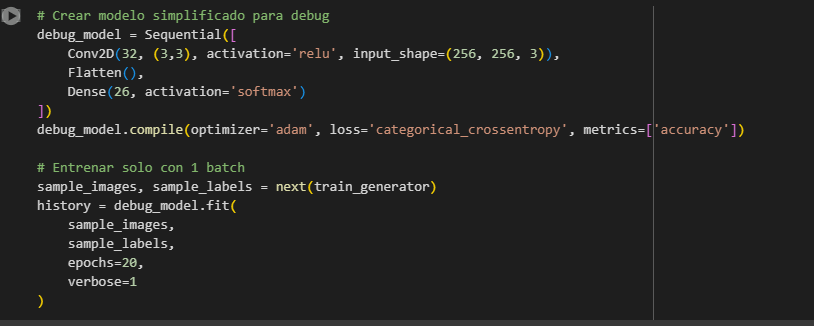 # Crear modelo simplificado para debug
debug_model = Sequential([
    Conv2D(32, (3,3), activation='relu', input_shape=(256, 256, 3)),
    Flatten(),
    Dense(26, activation='softmax')
])
debug_model.compile(optimizer='adam', loss='categorical_crossentropy', metrics=['accuracy'])
# Entrenar solo con 1 batch
sample_images, sample_labels = next(train_generator)
history = debug_model.fit(
    sample_images,
    sample_labels,
    epochs=20,
    verbose=1
)